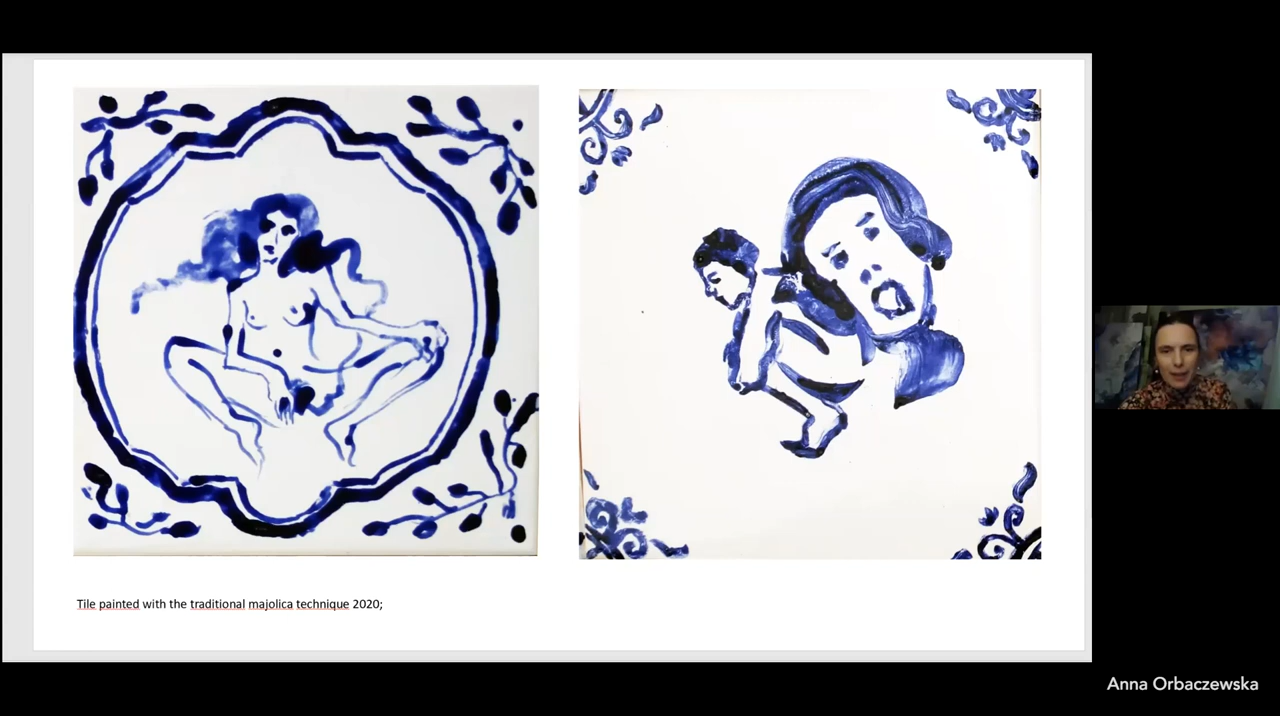 Tile painted with the traditional majolica technique 2020;
Anna Orbaczewska